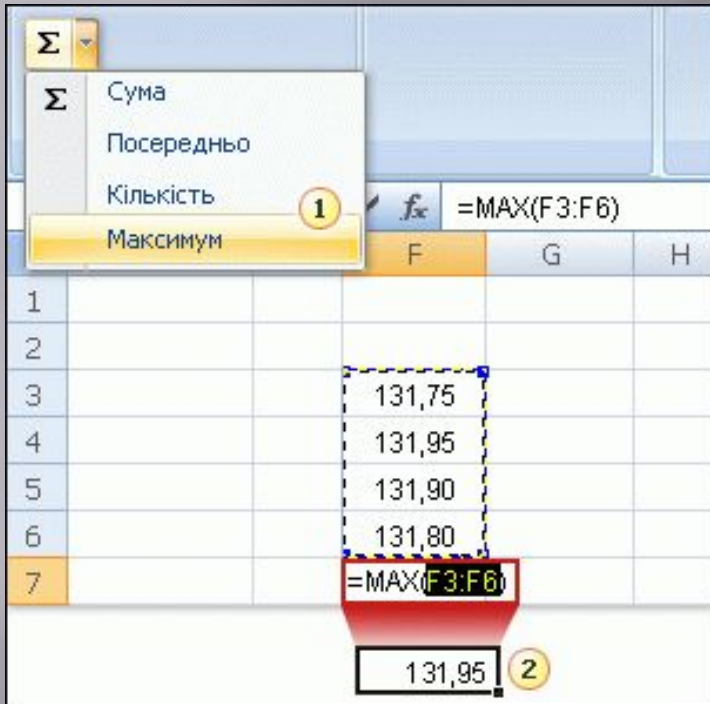 Σ
Σ Сума
Посередньо
Кількість
1
Максимум
fx =MAX(F3:F6)
F G H
1
2
3 131,75
4 131,95
5 131,90
6 131,80
7 =MAX(F3:F6)
131,95 2